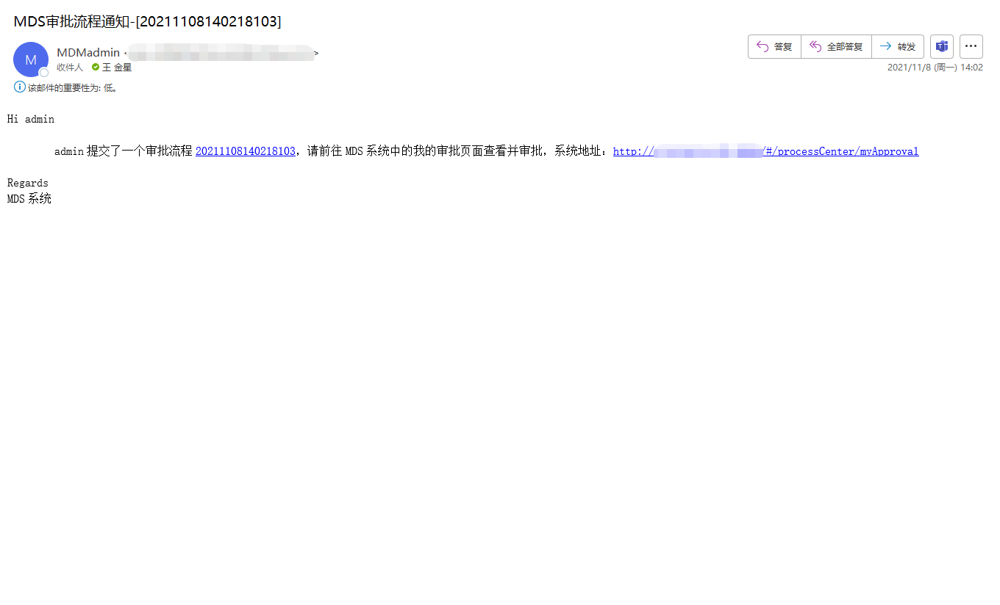 MDS审批流程通知-[20211108140218103]
M
MDMadmin < >
答复 全部答复 转发
收件人 王 金星
2021/11/8 (周一) 14:02
该邮件的重要性为: 低。
Hi admin
admin 提交了一个审批流程 20211108140218103，请前往 MDS 系统中的我的审批页面查看并审批，系统地址：http:// /#/processCenter/myApproval
Regards
MDS 系统